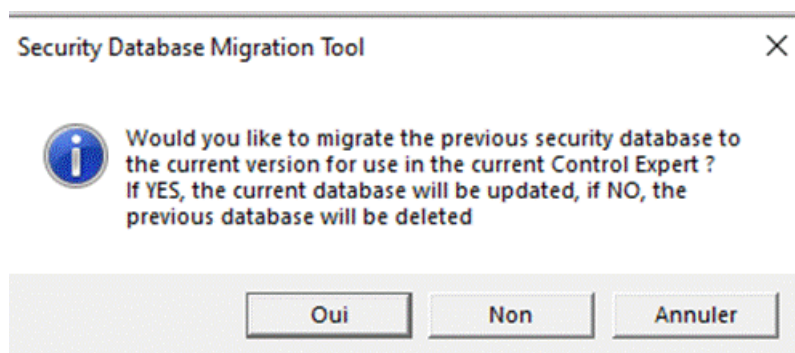 Security Database Migration Tool
Would you like to migrate the previous security database to
the current version for use in the current Control Expert ?
If YES, the current database will be updated, if NO, the
previous database will be deleted
Oui Non Annuler